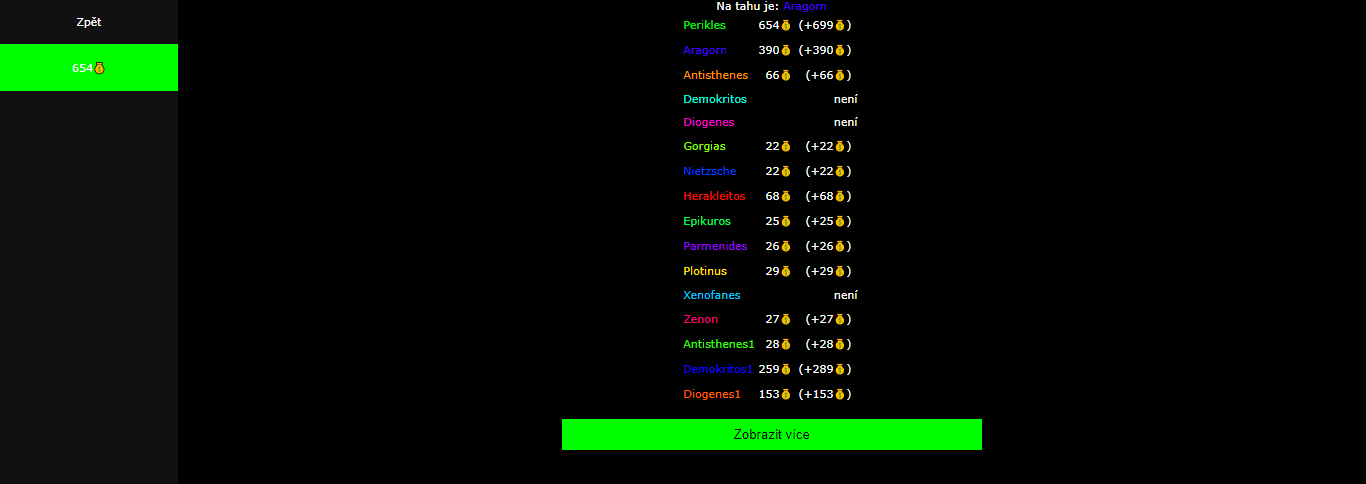 Zpět
654💰
Na tahu je: Aragorn
Perikles 654💰 (+699💰)
Aragorn 390💰 (+390💰)
Antisthenes 66💰 (+66💰)
Demokritos není
Diogenes není
Gorgias 22💰 (+22💰)
Nietzsche 22💰 (+22💰)
Herakleitos 68💰 (+68💰)
Epikuros 25💰 (+25💰)
Parmenides 26💰 (+26💰)
Plotinus 29💰 (+29💰)
Xenofanes není
Zenon 27💰 (+27💰)
Antisthenes1 28💰 (+28💰)
Demokritos1 259💰 (+289💰)
Diogenes1 153💰 (+153💰)
Zobrazit více